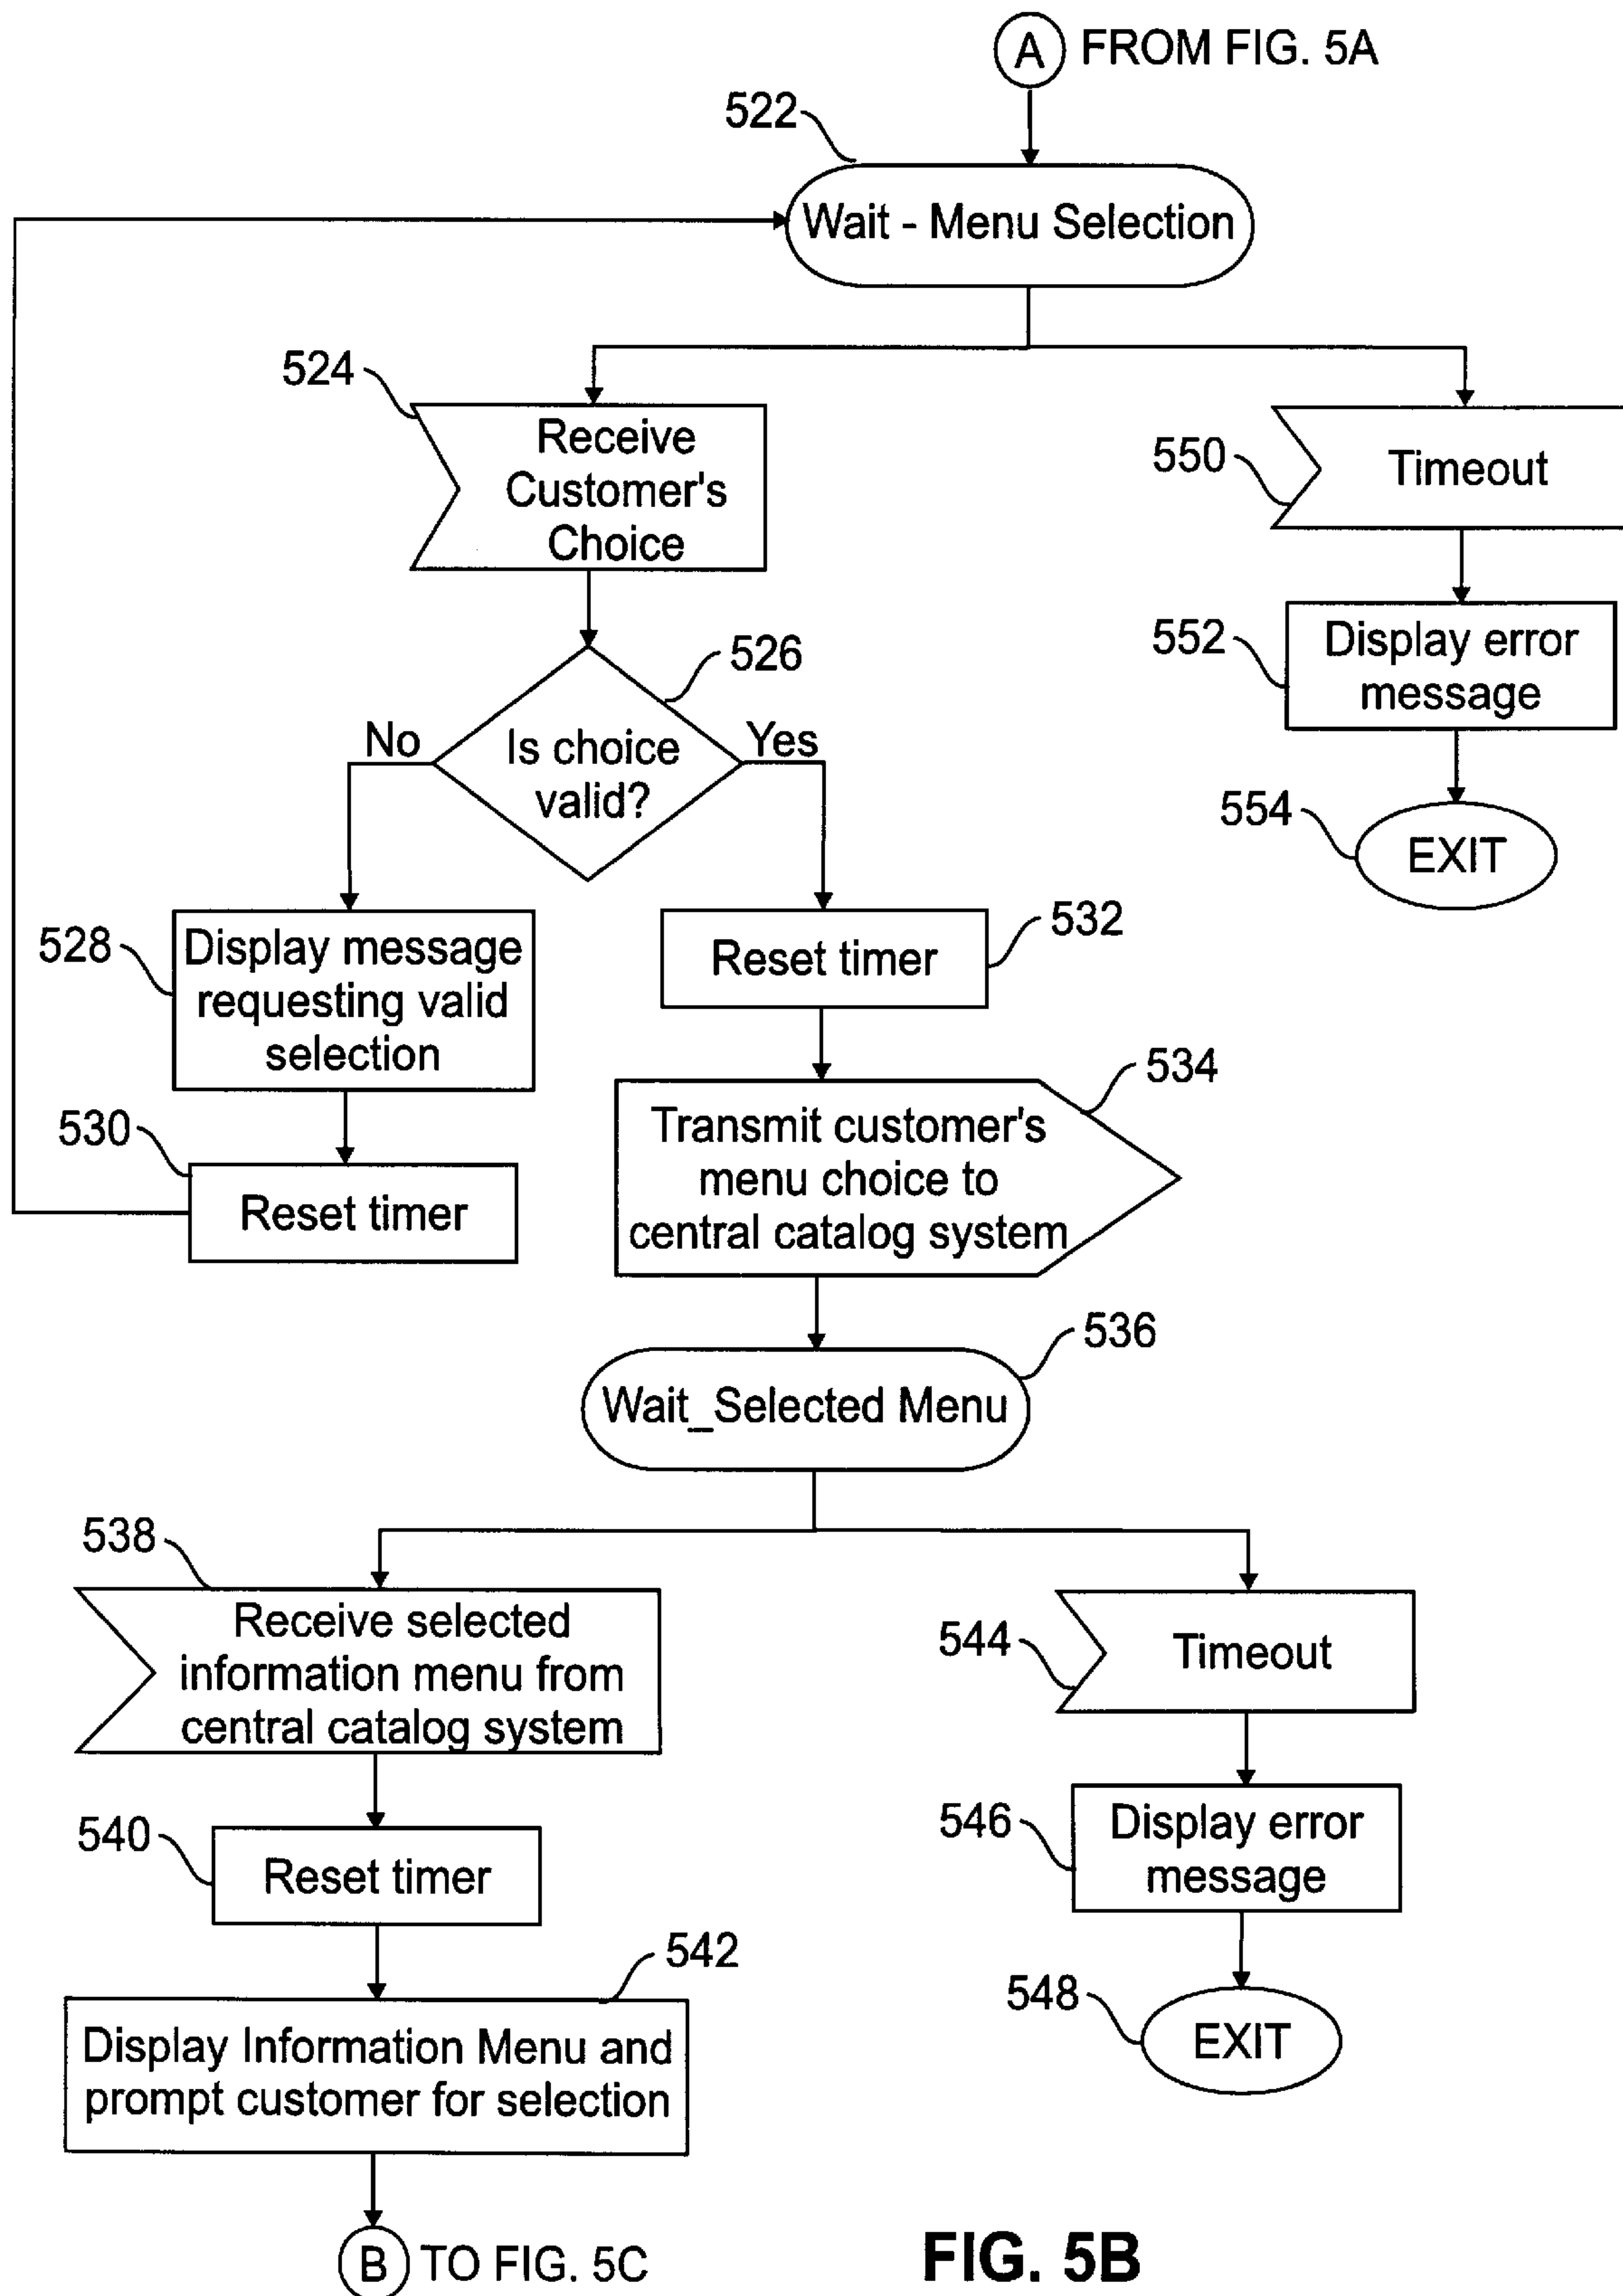 A FROM FIG. 5A
522
Wait - Menu Selection
524
Receive
Customer's
Choice
550
Timeout
526
552
Display error
message
No
Is choice
valid?
Yes
554
EXIT
528
Display message
requesting valid
selection
532
Reset timer
530
Reset timer
534
Transmit customer's
menu choice to
central catalog system
536
Wait_Selected Menu
538
Receive selected
information menu from
central catalog system
544
Timeout
540
Reset timer
546
Display error
message
542
Display Information Menu and
prompt customer for selection
548
EXIT
B TO FIG. 5C
FIG. 5B